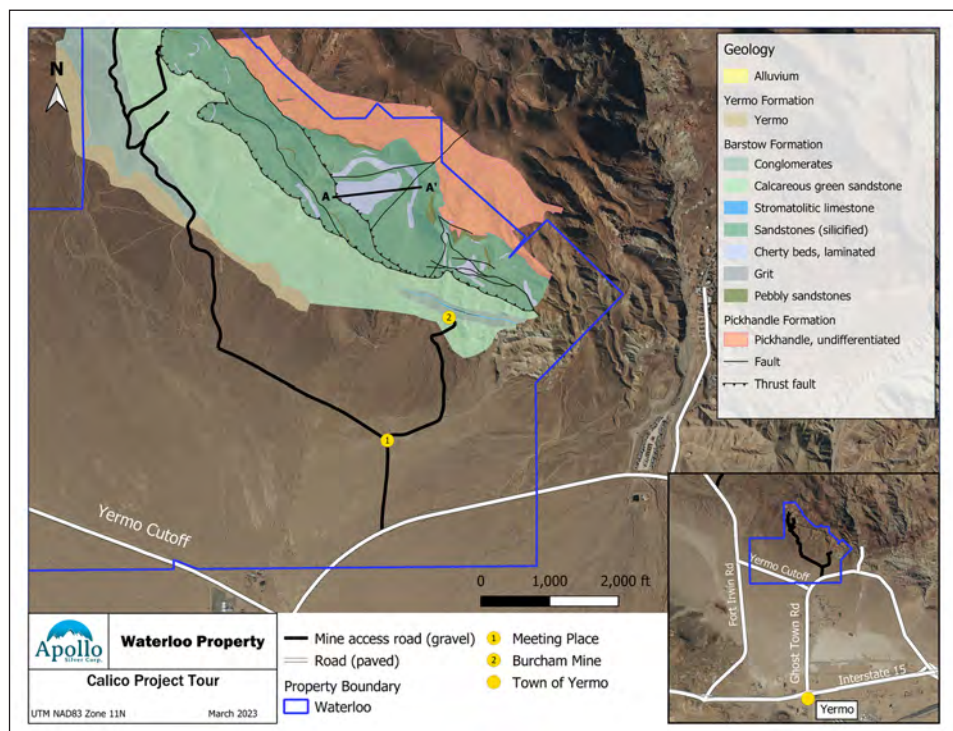 N
A
A'
2
1
Yermo Cutoff
0 1,000 2,000 ft
Geology
Alluvium
Yermo Formation
Yermo
Barstow Formation
Conglomerates
Calcareous green sandstone
Stromatolitic limestone
Sandstones (silicified)
Cherty beds, laminated
Grit
Pebbly sandstones
Pickhandle Formation
Pickhandle, undifferentiated
Fault
Thrust fault
Fort Irwin Rd
Yermo Cutoff
Ghost Town Rd
Interstate 15
Yermo
Apollo
Silver Corp.
Waterloo Property
Calico Project Tour
UTM NAD83 Zone 11N March 2023
Mine access road (gravel)
Road (paved)
Property Boundary
Waterloo
1 Meeting Place
2 Burcham Mine
Town of Yermo